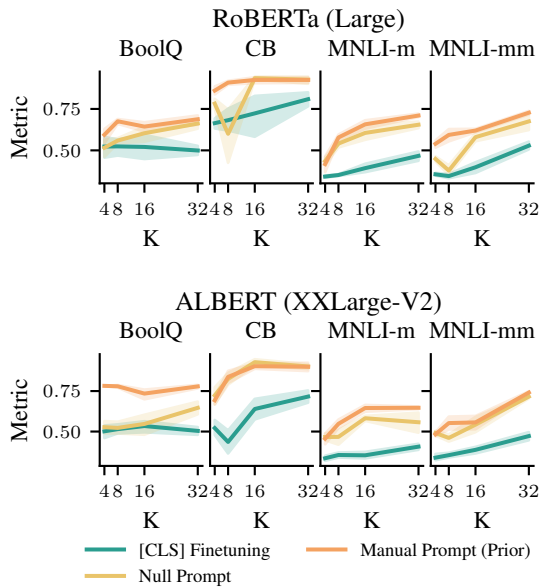 RoBERTa (Large)
BoolQ CB MNLI-m MNLI-mm
Metric
0.75
0.50
4 8 16 32 4 8 16 32 4 8 16 32 4 8 16 32
K K K K
ALBERT (XXLarge-V2)
BoolQ CB MNLI-m MNLI-mm
Metric
0.75
0.50
4 8 16 32 4 8 16 32 4 8 16 32 4 8 16 32
K K K K
[CLS] Finetuning Manual Prompt (Prior)
Null Prompt